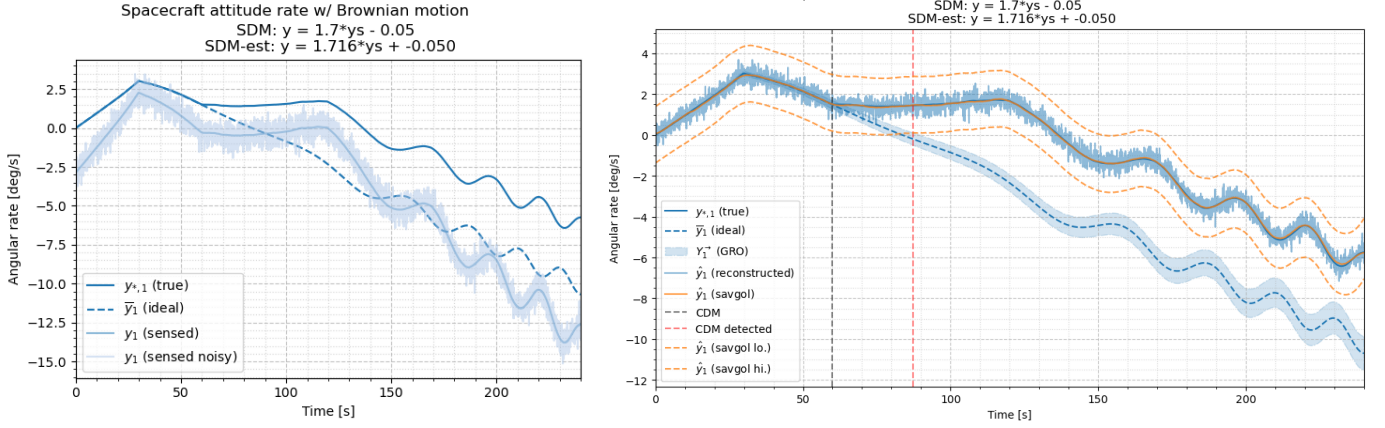 Spacecraft attitude rate w/ Brownian motion
SDM: y = 1.7*ys - 0.05
SDM-est: y = 1.716*ys + -0.050
2.5
0.0
−2.5
−5.0
−7.5
−10.0
−12.5
−15.0
Angular rate [deg/s]
y*,1 (true)
y̅1 (ideal)
y1 (sensed)
y1 (sensed noisy)
0
50
100
150
200
Time [s]
SDM: y = 1.7*ys - 0.05
SDM-est: y = 1.716*ys + -0.050
4
2
0
−2
−4
−6
−8
−10
−12
Angular rate [deg/s]
y*,1 (true)
y̅1 (ideal)
Y1→ (GRO)
ŷ1 (reconstructed)
ŷ1 (savgol)
CDM
CDM detected
ŷ1 (savgol lo.)
ŷ1 (savgol hi.)
0
50
100
150
200
Time [s]